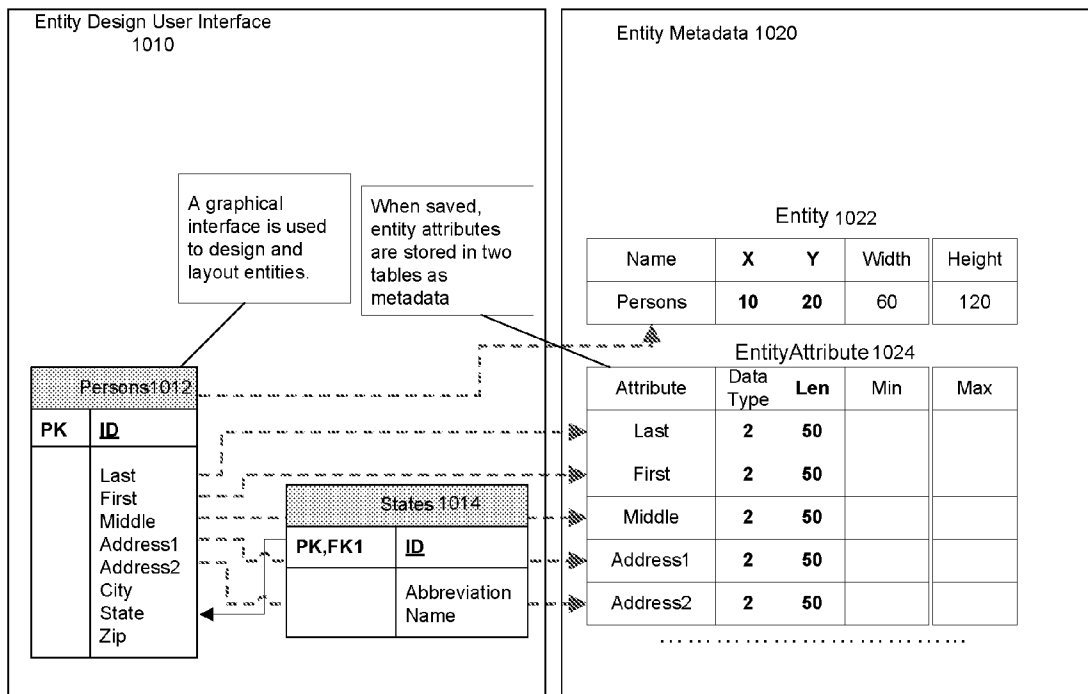 Entity Design User Interface
1010
A graphical
interface is used
to design and
layout entities.
When saved,
entity attributes
are stored in two
tables as
metadata
Persons1012
PK ID
Last
First
Middle
Address1
Address2
City
State
Zip
States 1014
PK,FK1 ID
Abbreviation
Name
Entity Metadata 1020
Entity 1022
Name X Y Width Height
Persons 10 20 60 120
EntityAttribute 1024
Attribute Data Type Len Min Max
Last 2 50
First 2 50
Middle 2 50
Address1 2 50
Address2 2 50